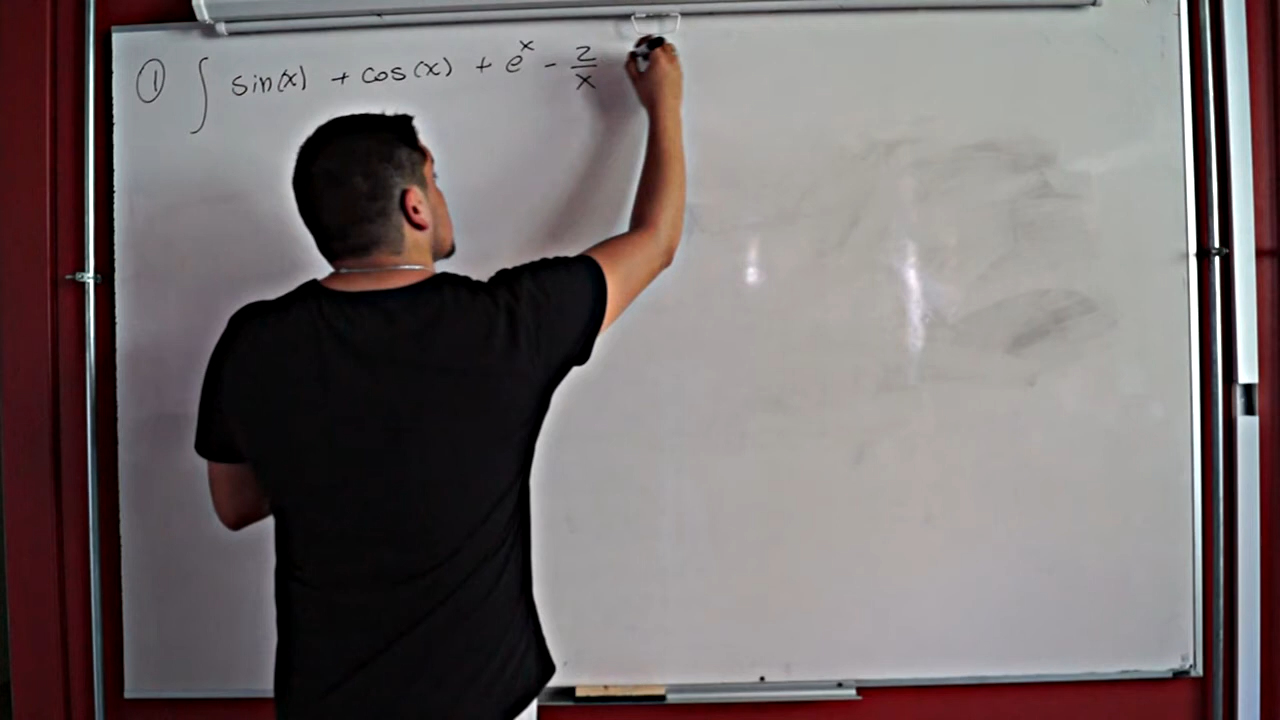 ① ∫ sin(x) + cos(x) + e^x - 2/x